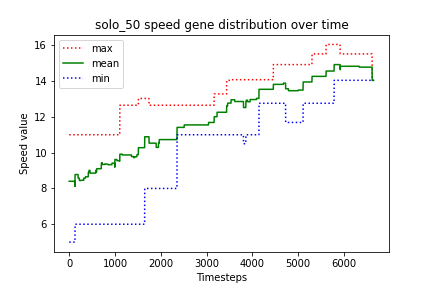 solo_50 speed gene distribution over time
max
mean
min
Speed value
16
14
12
10
8
6
0 1000 2000 3000 4000 5000 6000
Timesteps